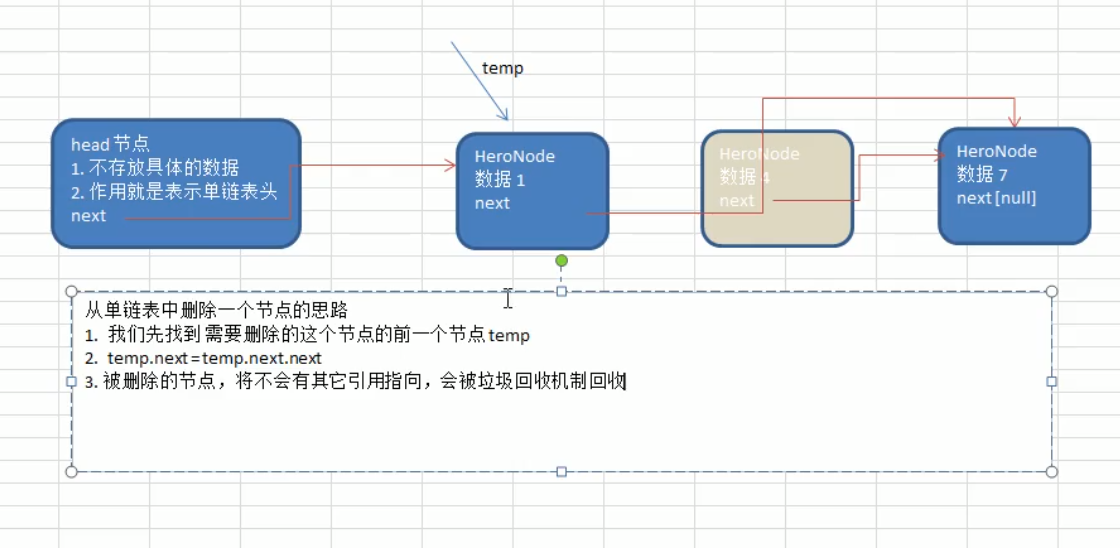 temp
head 节点
1. 不存放具体的数据
2. 作用就是表示单链表头
next
HeroNode
数据 1
next
HeroNode
数据 4
next
HeroNode
数据 7
next [null]
从单链表中删除一个节点的思路
1. 我们先找到 需要删除的这个节点的前一个节点 temp
2. temp.next=temp.next.next
3. 被删除的节点，将不会有其它引用指向，会被垃圾回收机制回收